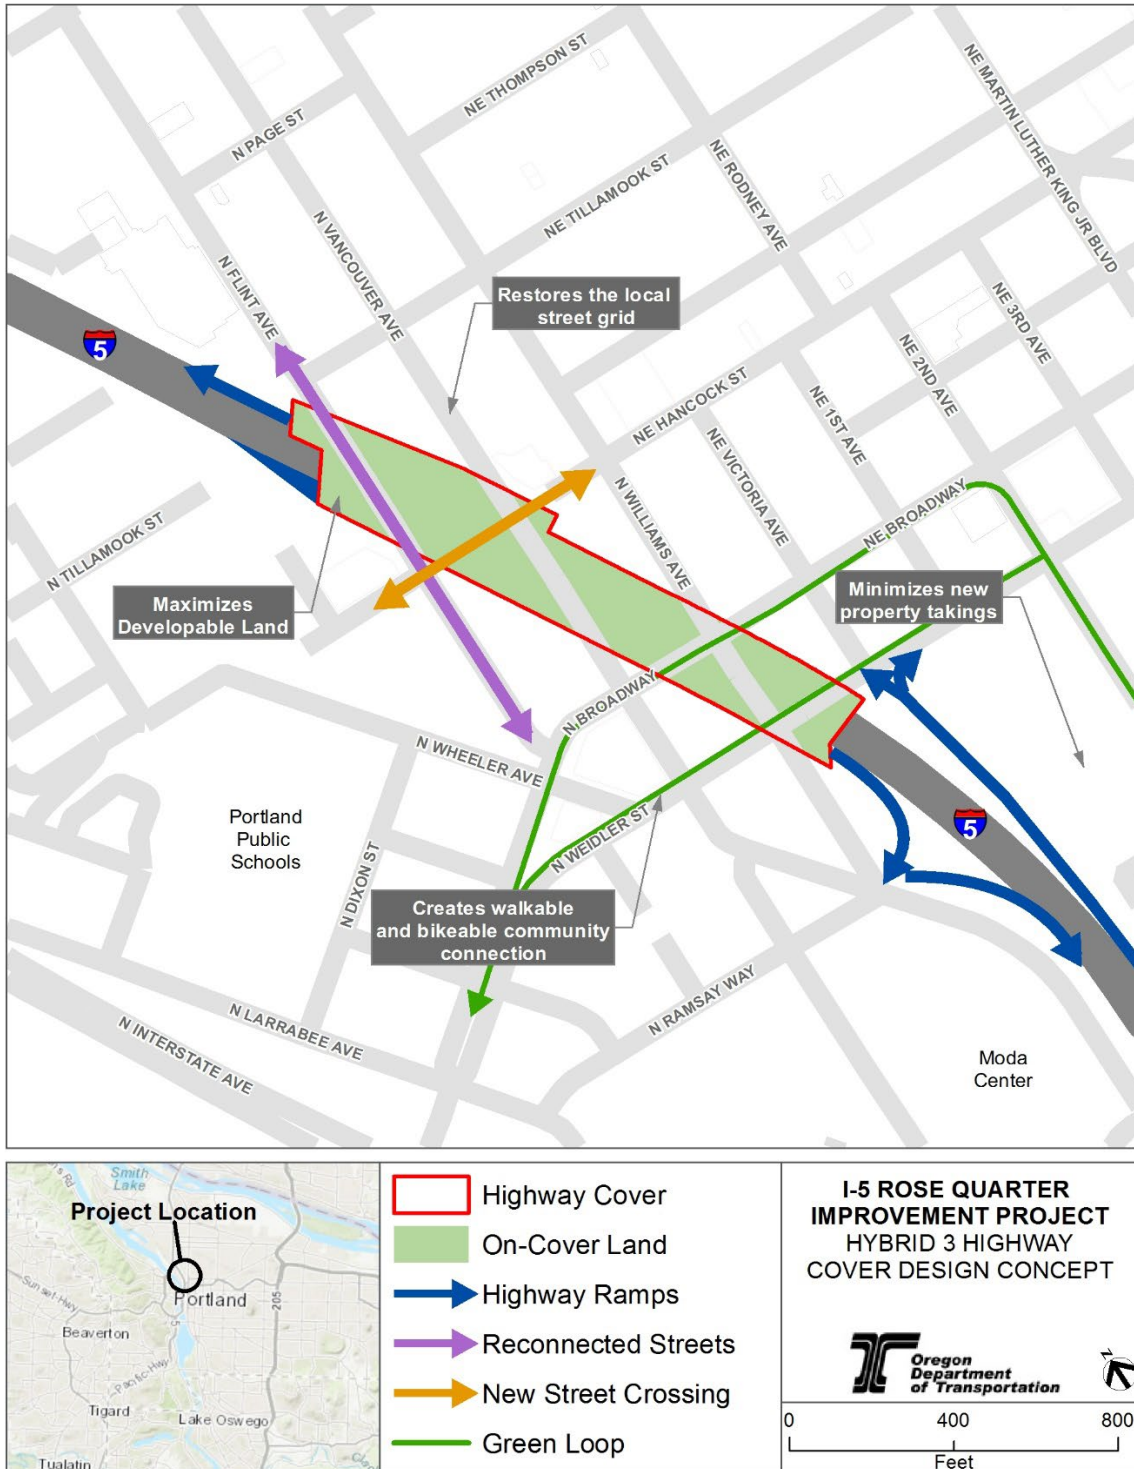 NE THOMPSON ST
NE MARTIN LUTHER KING JR BLVD
N PAGE ST
NE RODNEY AVE
NE TILLAMOOK ST
N VANCOUVER AVE
N FLINT AVE
Restores the local
street grid
NE 3RD AVE
5
NE 2ND AVE
NE HANCOCK ST
NE 1ST AVE
NE VICTORIA AVE
N WILLIAMS AVE
NE BROADWAY
N TILLAMOOK ST
Maximizes
Developable Land
Minimizes new
property takings
N BROADWAY
N WHEELER AVE
Portland
Public
Schools
N WEIDLER ST
5
N DIXON ST
Creates walkable
and bikeable community
connection
N RAMSAY WAY
N LARRABEE AVE
N INTERSTATE AVE
Moda
Center
Smith
Lake
Project Location
Portland
Sunset-Hwy
205
5
Beaverton
Pacific-Hwy
Tigard
Lake Oswego
Tualatin
Highway Cover
On-Cover Land
Highway Ramps
Reconnected Streets
New Street Crossing
Green Loop
I-5 ROSE QUARTER
IMPROVEMENT PROJECT
HYBRID 3 HIGHWAY
COVER DESIGN CONCEPT
Oregon
Department
of Transportation
Z
0 400 800
Feet